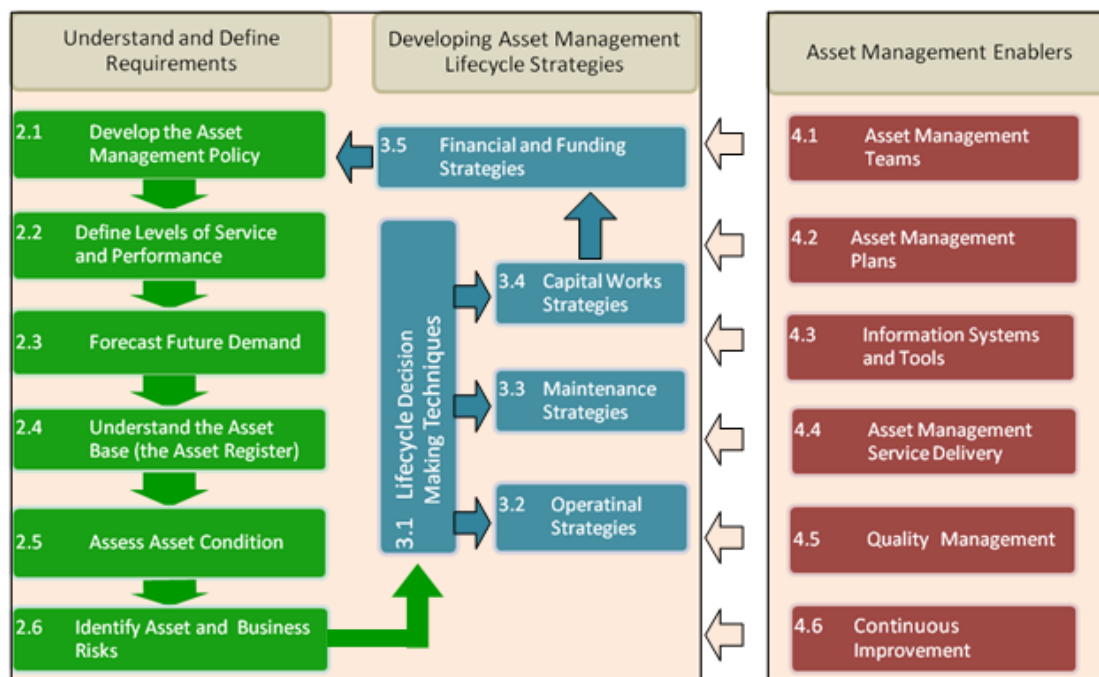 Understand and Define
Requirements
2.1 Develop the Asset
Management Policy
2.2 Define Levels of Service
and Performance
2.3 Forecast Future Demand
2.4 Understand the Asset
Base (the Asset Register)
2.5 Assess Asset Condition
2.6 Identify Asset and Business
Risks
Developing Asset Management
Lifecycle Strategies
3.5 Financial and Funding
Strategies
3.1 Lifecycle Decision
Making Techniques
3.4 Capital Works
Strategies
3.3 Maintenance
Strategies
3.2 Operatinal
Strategies
Asset Management Enablers
4.1 Asset Management
Teams
4.2 Asset Management
Plans
4.3 Information Systems
and Tools
4.4 Asset Management
Service Delivery
4.5 Quality Management
4.6 Continuous
Improvement